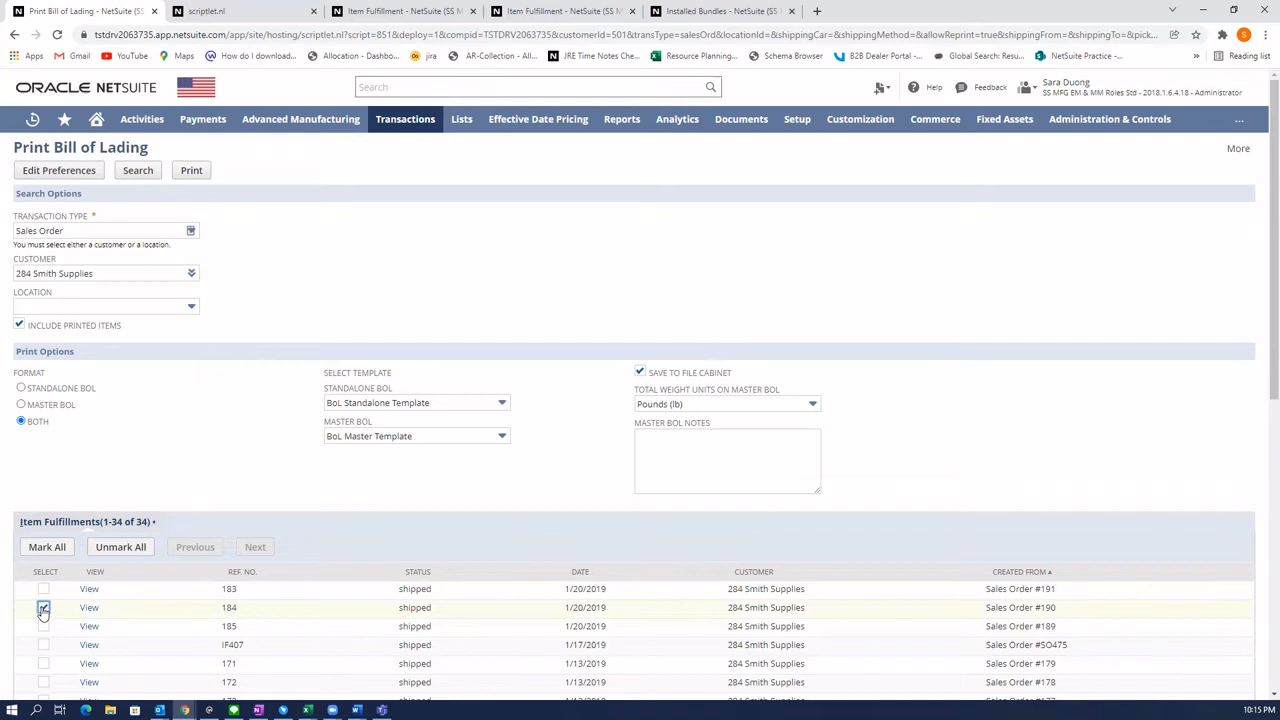 Print Bill of Lading - NetSuite (SS
scriptlet.nl
Item Fulfillment - NetSuite (SS M
Item Fulfillment - NetSuite (SS M
Installed Bundles - NetSuite (SS
tstdrv2063735.app.netsuite.com/app/site/hosting/scriptlet.nl?script=851&deploy=1&compid=TSTDRV2063735&customerId=501&transType=salesOrd&locationId=&shippingCar=&shippingMethod=&allowReprint=true&shippingFrom=&shippingTo=&pick...
Apps
Gmail
YouTube
Maps
How do I download...
Allocation - Dashbo...
AR-Collection - All...
jira
JRE Time Notes CRE...
Resource Planning...
Schema Browser
B2B Dealer Portal -...
Global Search: Resu...
NetSuite Practice -...
»
Reading list
ORACLE NETSUITE
Search
Help
Feedback
Sara Duong
SS MFG EM & MM Roles Std - 2018.1.6.4.18 - Administrator
Activities
Payments
Advanced Manufacturing
Transactions
Lists
Effective Date Pricing
Reports
Analytics
Documents
Setup
Customization
Commerce
Fixed Assets
Administration & Controls
...
Print Bill of Lading
More
Edit Preferences
Search
Print
Search Options
TRANSACTION TYPE *
Sales Order
You must select either a customer or a location.
CUSTOMER
284 Smith Supplies
LOCATION
INCLUDE PRINTED ITEMS
Print Options
FORMAT
STANDALONE BOL
MASTER BOL
BOTH
SELECT TEMPLATE
STANDALONE BOL
BoL Standalone Template
MASTER BOL
BoL Master Template
SAVE TO FILE CABINET
TOTAL WEIGHT UNITS ON MASTER BOL
Pounds (lb)
MASTER BOL NOTES
Item Fulfillments(1-34 of 34) •
Mark All
Unmark All
Previous
Next
SELECT VIEW REF. NO. STATUS DATE CUSTOMER CREATED FROM ▲
View 183 shipped 1/20/2019 284 Smith Supplies Sales Order #191
View 184 shipped 1/20/2019 284 Smith Supplies Sales Order #190
View 185 shipped 1/20/2019 284 Smith Supplies Sales Order #189
View IF407 shipped 1/17/2019 284 Smith Supplies Sales Order #SO475
View 171 shipped 1/13/2019 284 Smith Supplies Sales Order #179
View 172 shipped 1/13/2019 284 Smith Supplies Sales Order #178
10:15 PM